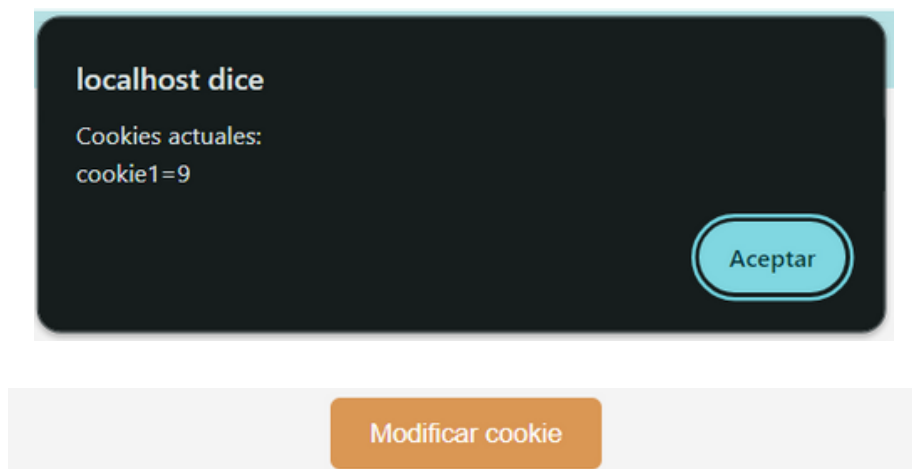 localhost dice
Cookies actuales:
cookie1=9
Aceptar
Modificar cookie